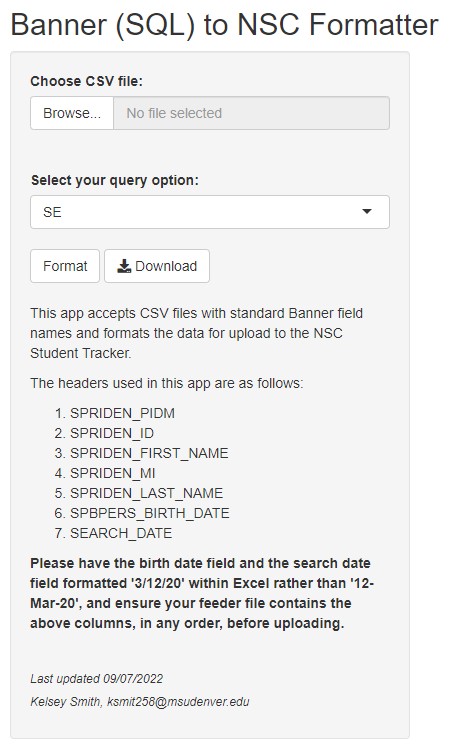 Banner (SQL) to NSC Formatter
Choose CSV file:
Browse... No file selected
Select your query option:
SE
Format Download
This app accepts CSV files with standard Banner field
names and formats the data for upload to the NSC
Student Tracker.
The headers used in this app are as follows:
1. SPRIDEN_PIDM
2. SPRIDEN_ID
3. SPRIDEN_FIRST_NAME
4. SPRIDEN_MI
5. SPRIDEN_LAST_NAME
6. SPBPERS_BIRTH_DATE
7. SEARCH_DATE
Please have the birth date field and the search date
field formatted '3/12/20' within Excel rather than '12-
Mar-20', and ensure your feeder file contains the
above columns, in any order, before uploading.
Last updated 09/07/2022
Kelsey Smith, ksmit258@msudenver.edu